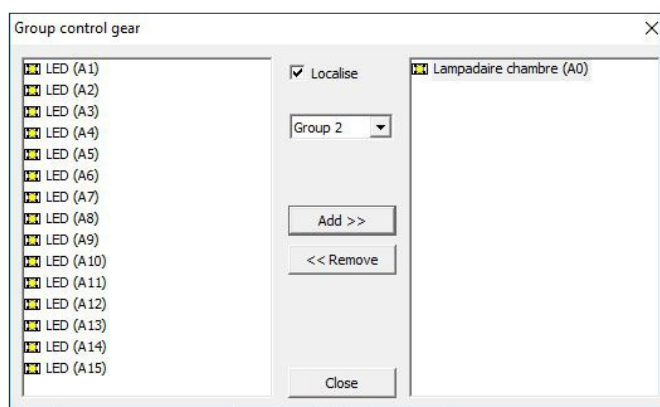 Group control gear
LED (A1)
LED (A2)
LED (A3)
LED (A4)
LED (A5)
LED (A6)
LED (A7)
LED (A8)
LED (A9)
LED (A10)
LED (A11)
LED (A12)
LED (A13)
LED (A14)
LED (A15)
Localise
Group 2
Add >>
<< Remove
Close
Lampadaire chambre (A0)